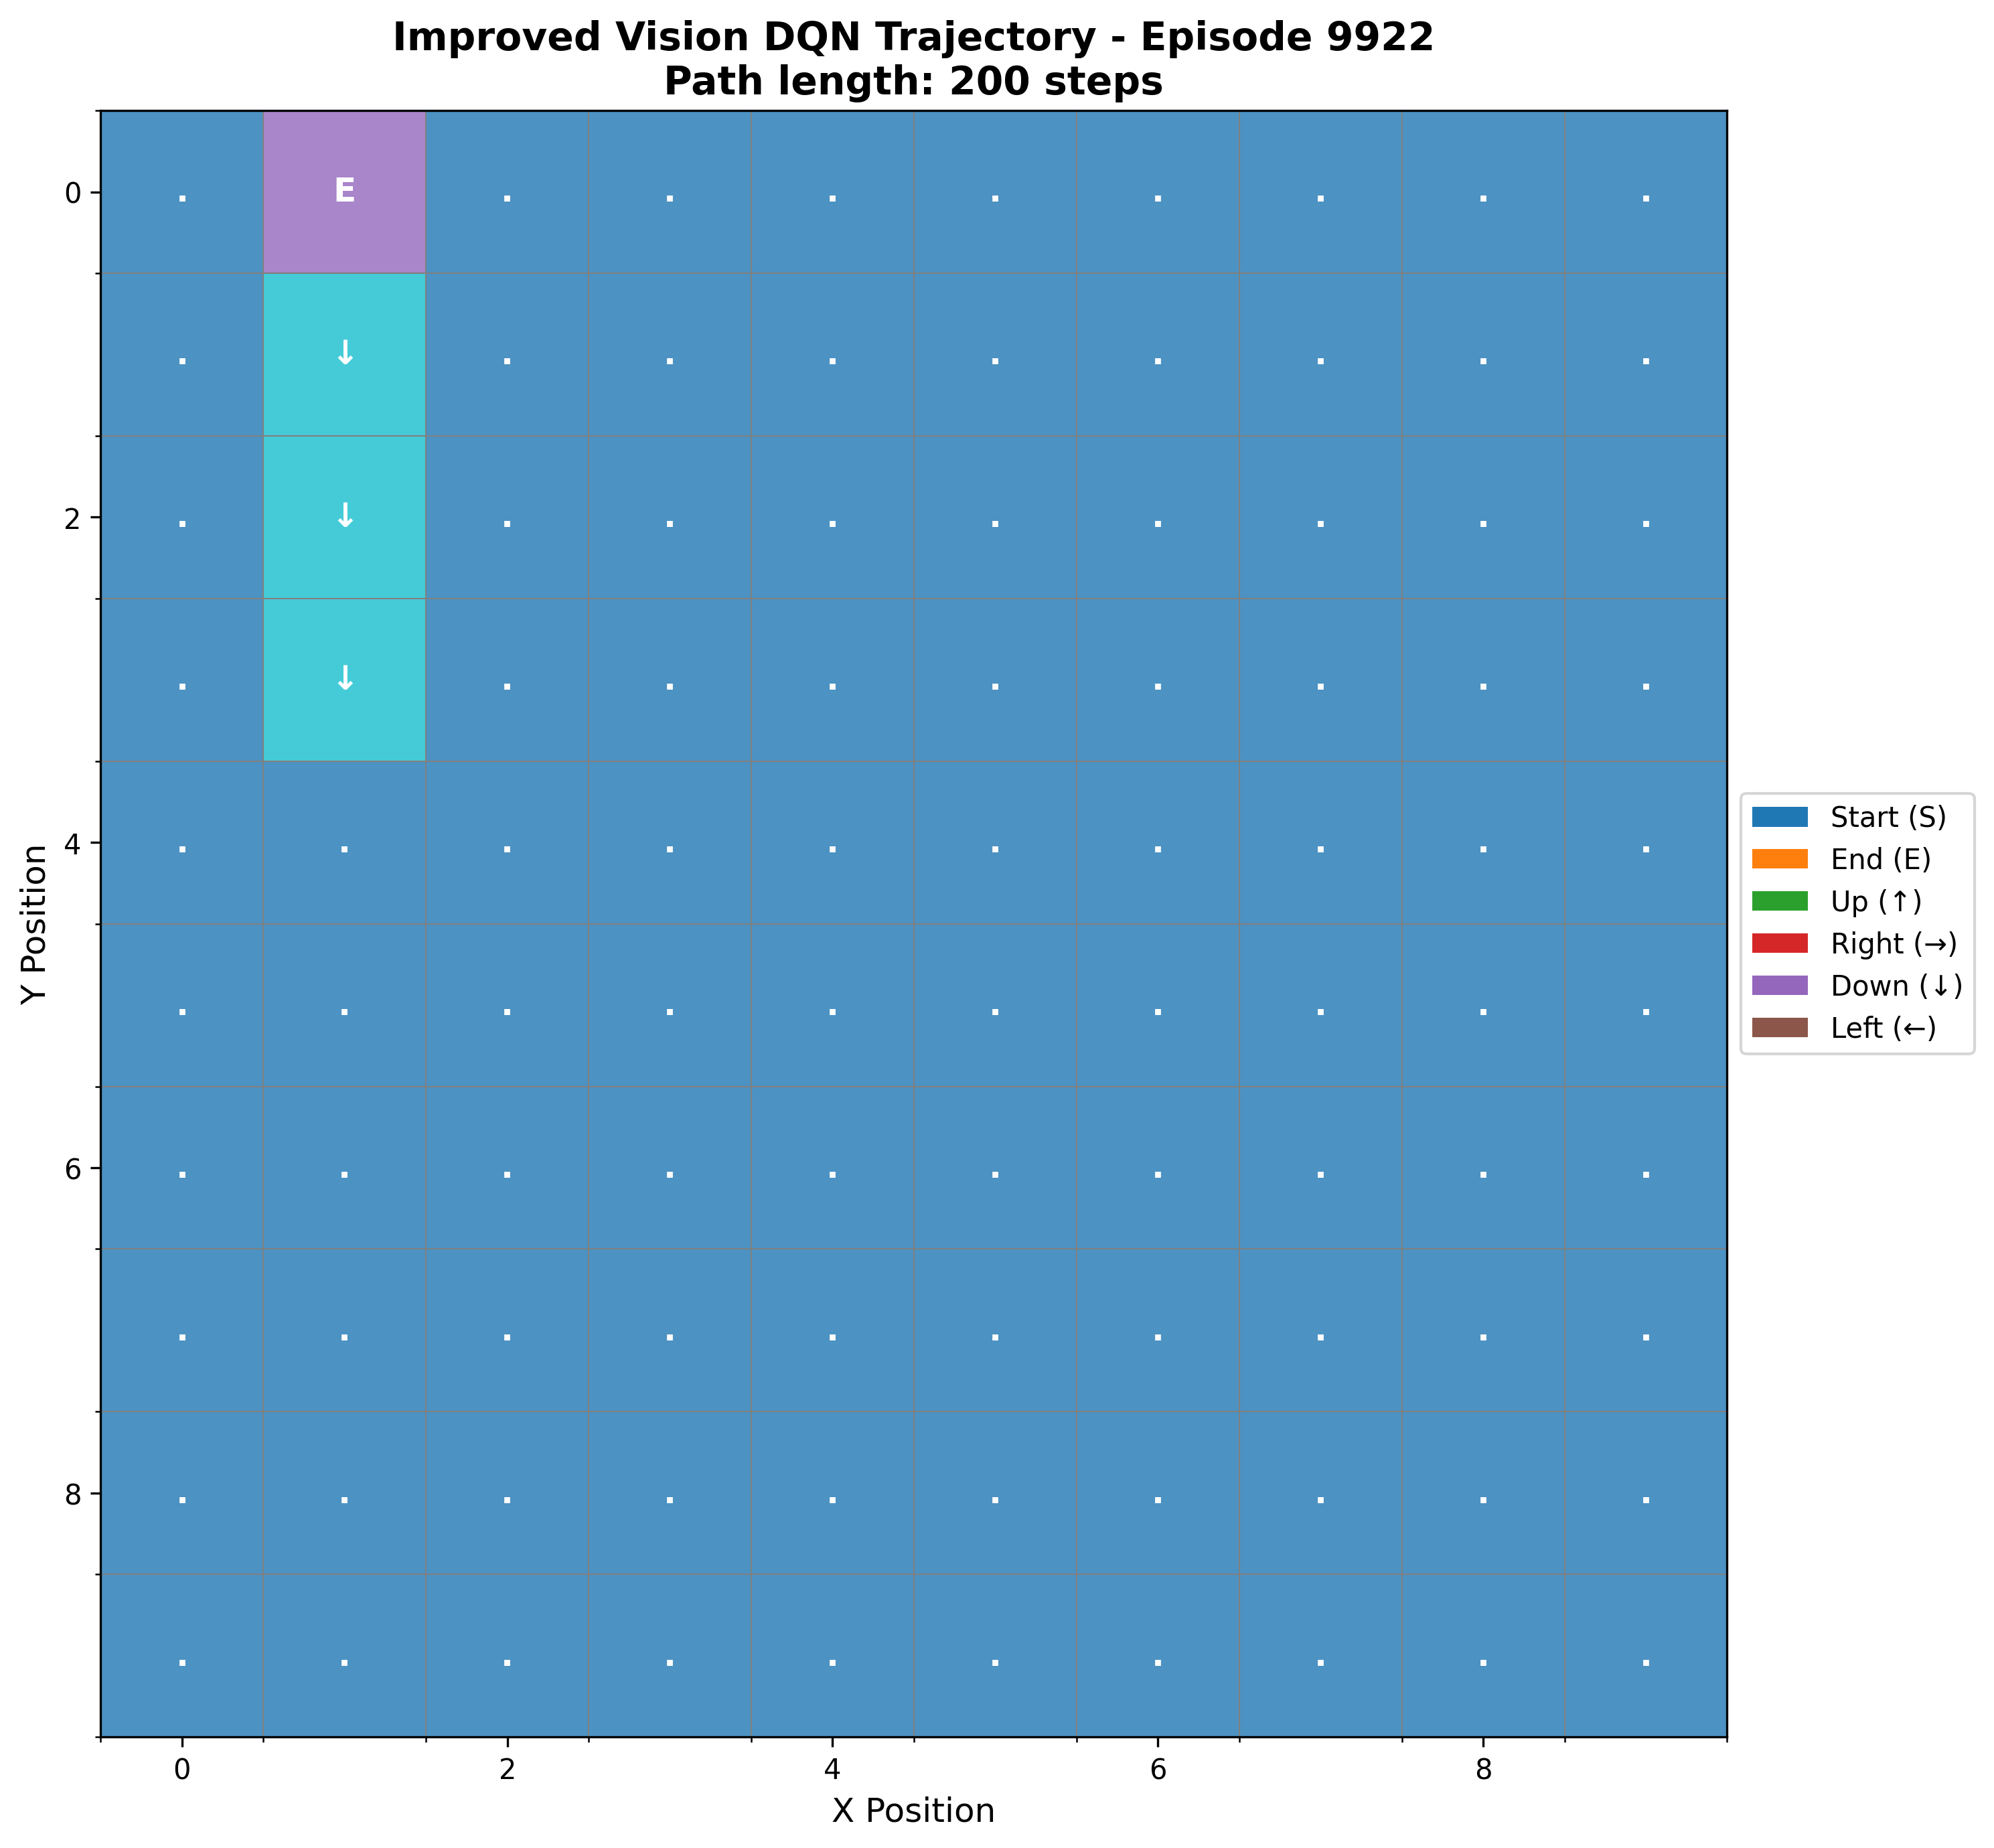 Improved Vision DQN Trajectory - Episode 9922
Path length: 200 steps
0 . E . . . . . . . .
. ↓ . . . . . . . .
2 . ↓ . . . . . . . .
. ↓ . . . . . . . .
4 . . . . . . . . . .
. . . . . . . . . .
6 . . . . . . . . . .
. . . . . . . . . .
8 . . . . . . . . . .
. . . . . . . . . .
0 2 4 6 8
X Position
Y Position
Start (S)
End (E)
Up (↑)
Right (→)
Down (↓)
Left (←)